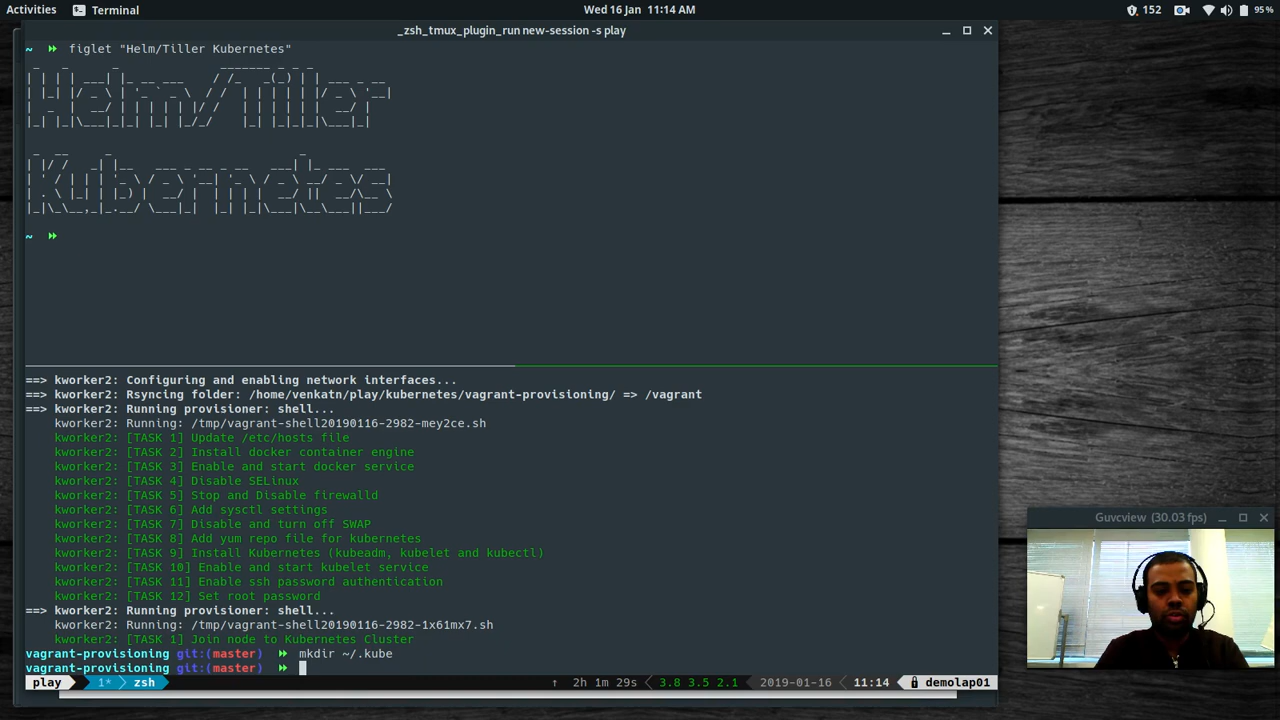 Activities Terminal Wed 16 Jan 11:14 AM 152 95 %
_zsh_tmux_plugin_run new-session -s play
~ figlet "Helm/Tiller Kubernetes"
Helm/Tiller
Kubernetes
~
==> kworker2: Configuring and enabling network interfaces...
==> kworker2: Rsyncing folder: /home/venkatn/play/kubernetes/vagrant-provisioning/ => /vagrant
==> kworker2: Running provisioner: shell...
kworker2: Running: /tmp/vagrant-shell20190116-2982-mey2ce.sh
kworker2: [TASK 1] Update /etc/hosts file
kworker2: [TASK 2] Install docker container engine
kworker2: [TASK 3] Enable and start docker service
kworker2: [TASK 4] Disable SELinux
kworker2: [TASK 5] Stop and Disable firewalld
kworker2: [TASK 6] Add sysctl settings
kworker2: [TASK 7] Disable and turn off SWAP
kworker2: [TASK 8] Add yum repo file for kubernetes
kworker2: [TASK 9] Install Kubernetes (kubeadm, kubelet and kubectl)
kworker2: [TASK 10] Enable and start kubelet service
kworker2: [TASK 11] Enable ssh password authentication
kworker2: [TASK 12] Set root password
==> kworker2: Running provisioner: shell...
kworker2: Running: /tmp/vagrant-shell20190116-2982-1x61mx7.sh
kworker2: [TASK 1] Join node to Kubernetes Cluster
vagrant-provisioning git:(master) mkdir ~/.kube
vagrant-provisioning git:(master)
play 1* zsh ↑ 2h 1m 29s 3.8 3.5 2.1 2019-01-16 11:14 demolap01
Guvcview (30.03 fps)